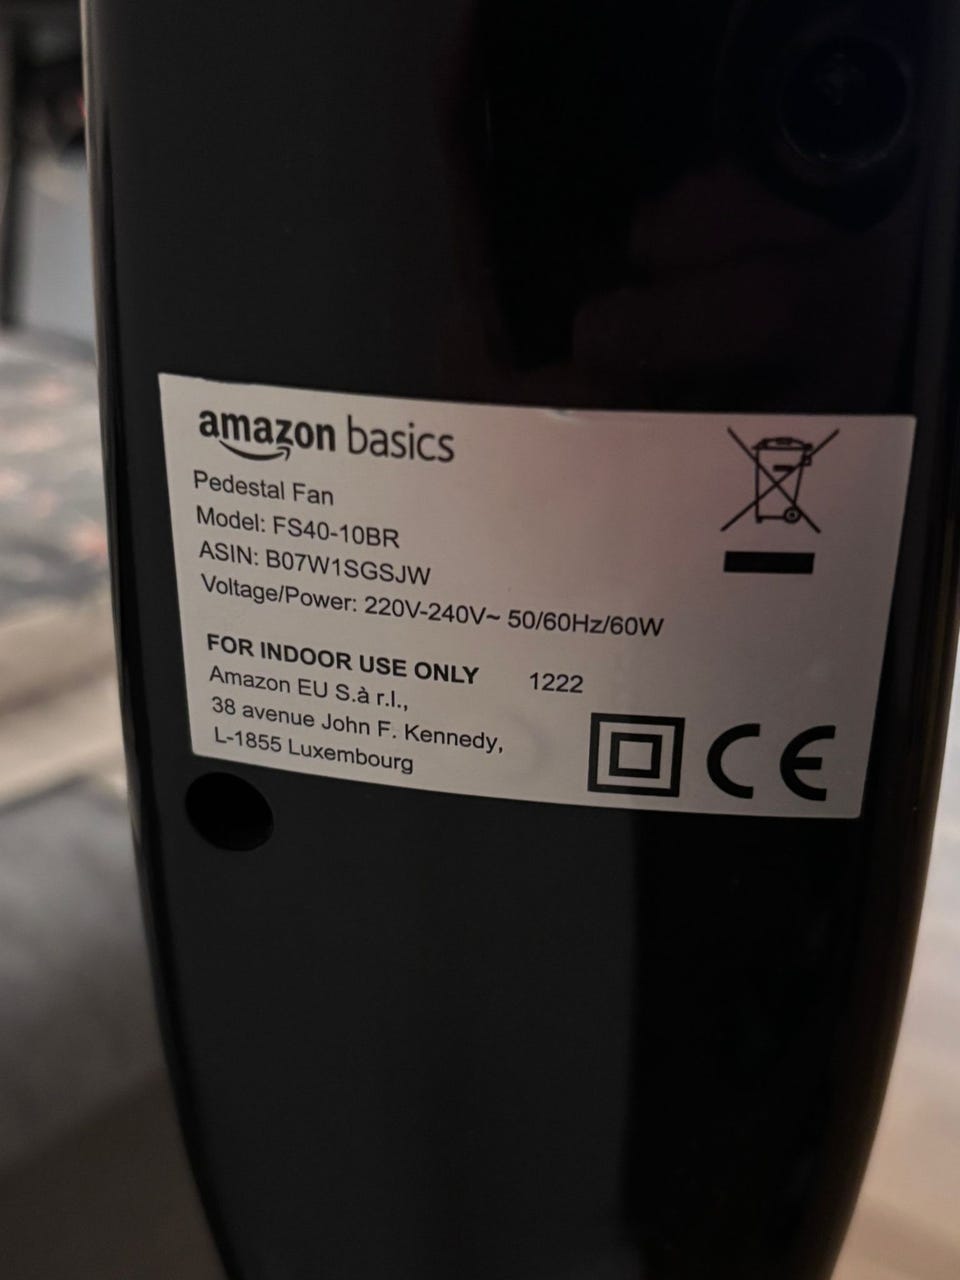 amazon basics
Pedestal Fan
Model: FS40-10BR
ASIN: B07W1SGSJW
Voltage/Power: 220V-240V~ 50/60Hz/60W
FOR INDOOR USE ONLY 1222
Amazon EU S.à r.l.,
38 avenue John F. Kennedy,
L-1855 Luxembourg
CE